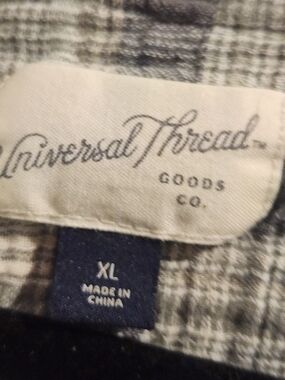 Universal Thread™
GOODS
CO.
XL
MADE IN
CHINA